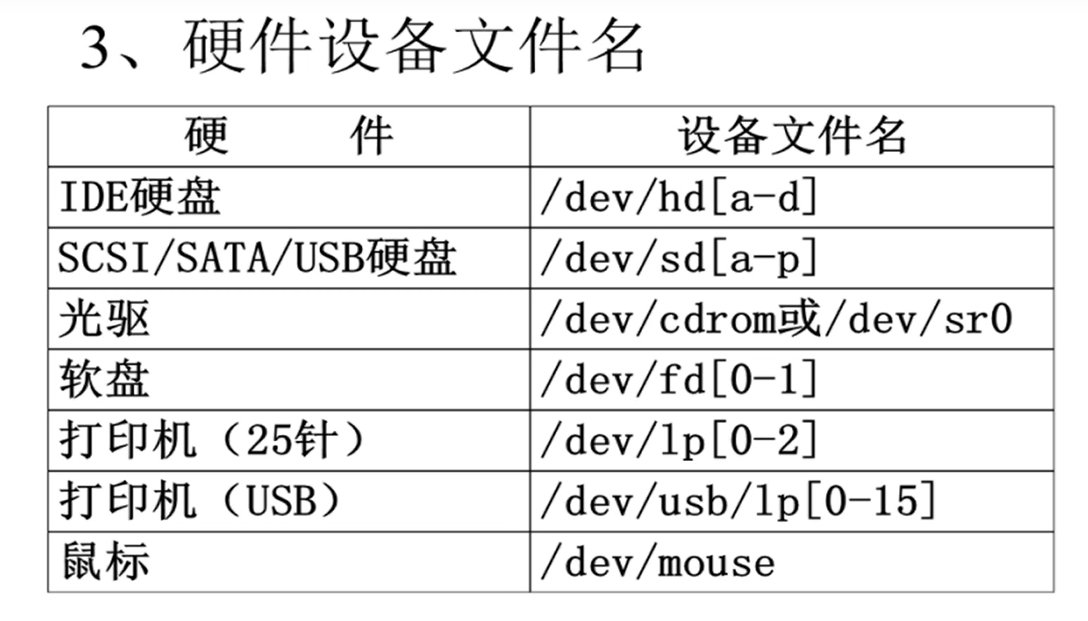 3、硬件设备文件名
硬 件 设备文件名
IDE硬盘 /dev/hd[a-d]
SCSI/SATA/USB硬盘 /dev/sd[a-p]
光驱 /dev/cdrom或/dev/sr0
软盘 /dev/fd[0-1]
打印机（25针） /dev/lp[0-2]
打印机（USB） /dev/usb/lp[0-15]
鼠标 /dev/mouse